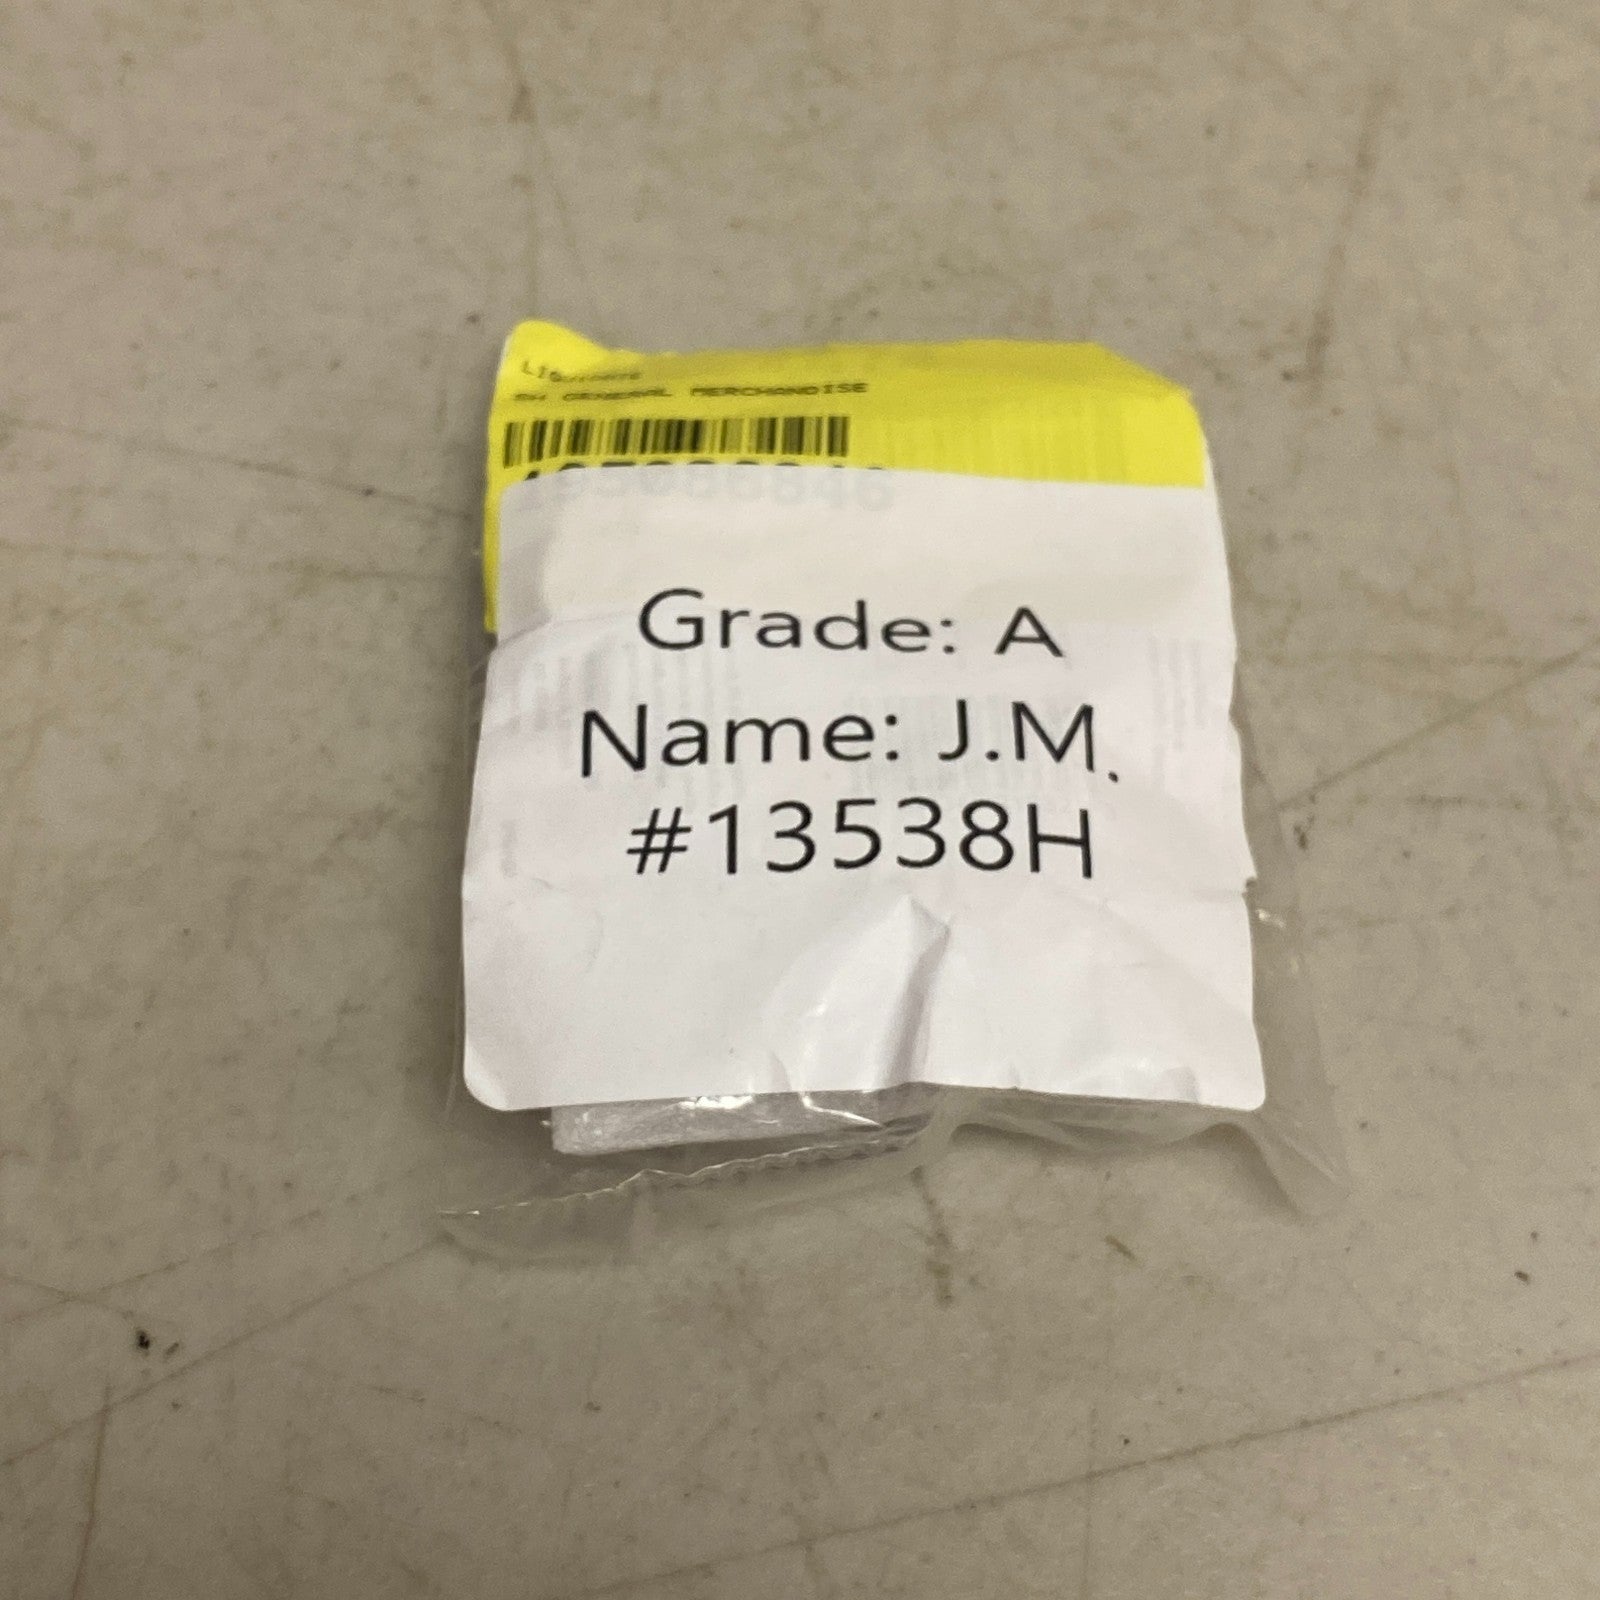 GENERAL MERCHANDISE
Grade: A
Name: J.M.
#13538H